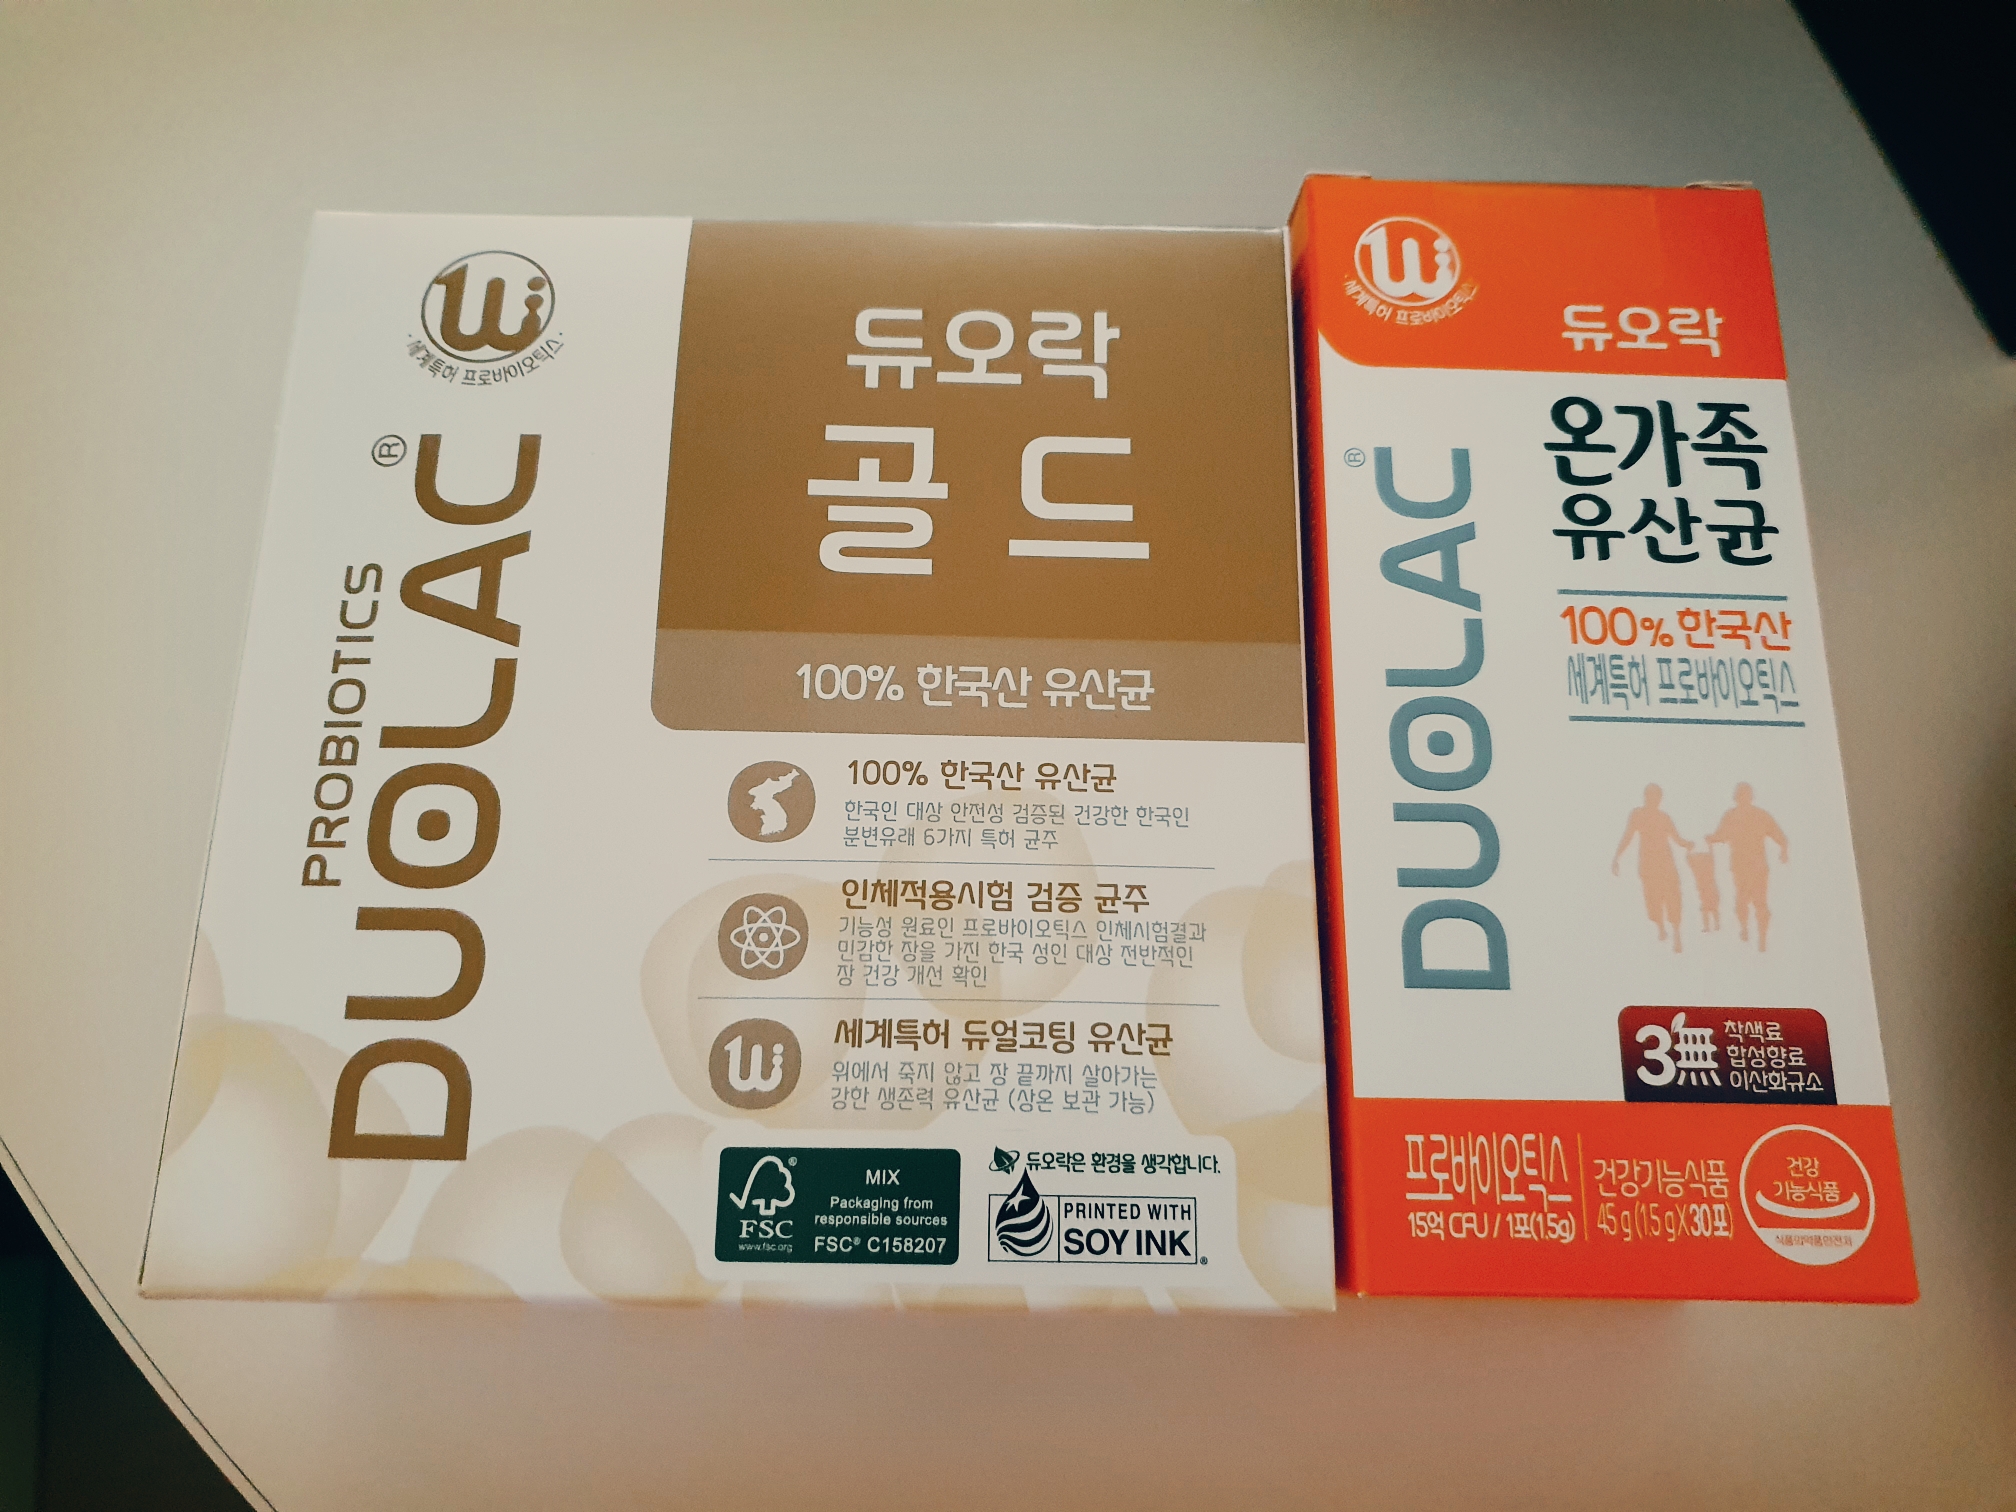 세계특허 프로바이오틱스
PROBIOTICS
DUOLAC®
듀오락
골드
100% 한국산 유산균
100% 한국산 유산균
한국인 대상 안전성 검증된 건강한 한국인
분변유래 6가지 특허 균주
인체적용시험 검증 균주
기능성 원료인 프로바이오틱스 인체시험결과
민감한 장을 가진 한국 성인 대상 전반적인
장 건강 개선 확인
세계특허 듀얼코팅 유산균
위에서 죽지 않고 장 끝까지 살아가는
강한 생존력 유산균 (상온 보관 가능)
FSC®
www.fsc.org
MIX
Packaging from
responsible sources
FSC® C158207
듀오락은 환경을 생각합니다.
PRINTED WITH
SOY INK®
세계특허 프로바이오틱스
듀오락
DUOLAC®
온가족
유산균
100% 한국산
세계특허 프로바이오틱스
3無
착색료
합성향료
이산화규소
프로바이오틱스
15억 CFU / 1포(1.5g)
건강기능식품
45 g (1.5 g X 30포)
건강
기능식품
식품의약품안전처